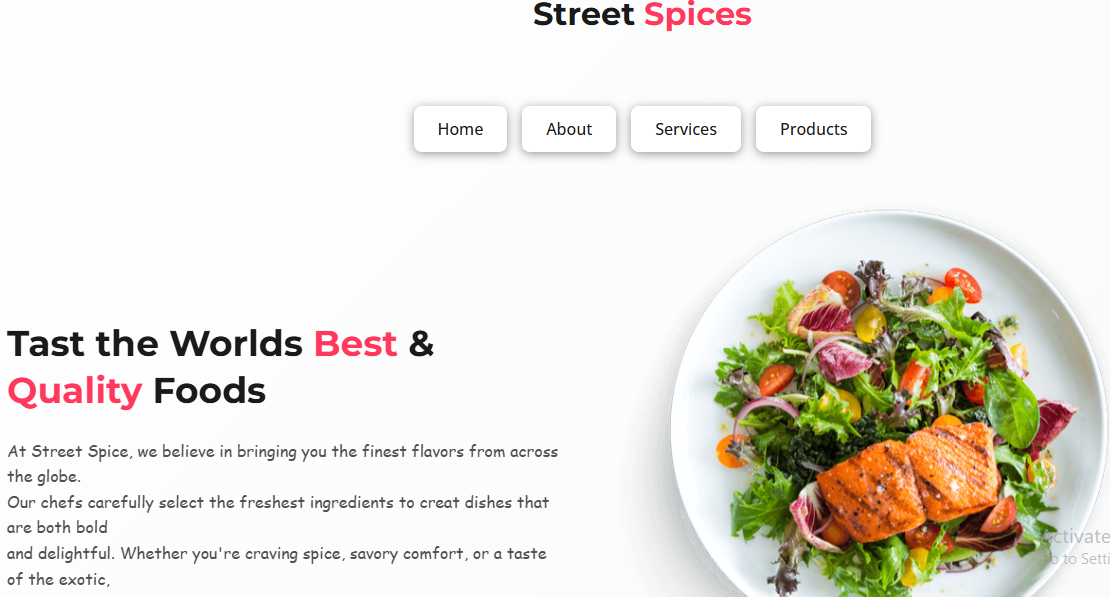 Street Spices
Home About Services Products
Tast the Worlds Best &
Quality Foods
At Street Spice, we believe in bringing you the finest flavors from across
the globe.
Our chefs carefully select the freshest ingredients to creat dishes that
are both bold
and delightful. Whether you're craving spice, savory comfort, or a taste
of the exotic,
Activate
to Setti